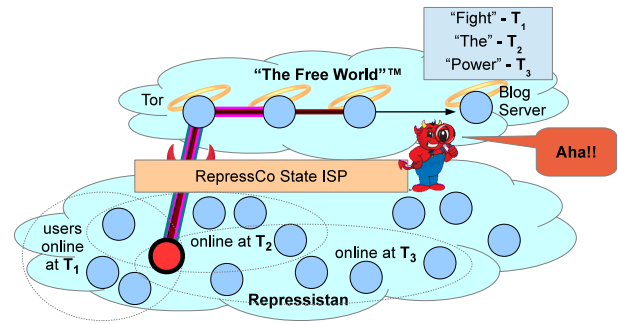 “Fight” - T1
“The” - T2
“Power” - T3
“The Free World”™
Tor
Blog
Server
Aha!!
RepressCo State ISP
users
online
at T1
online at T2
online at T3
Repressistan